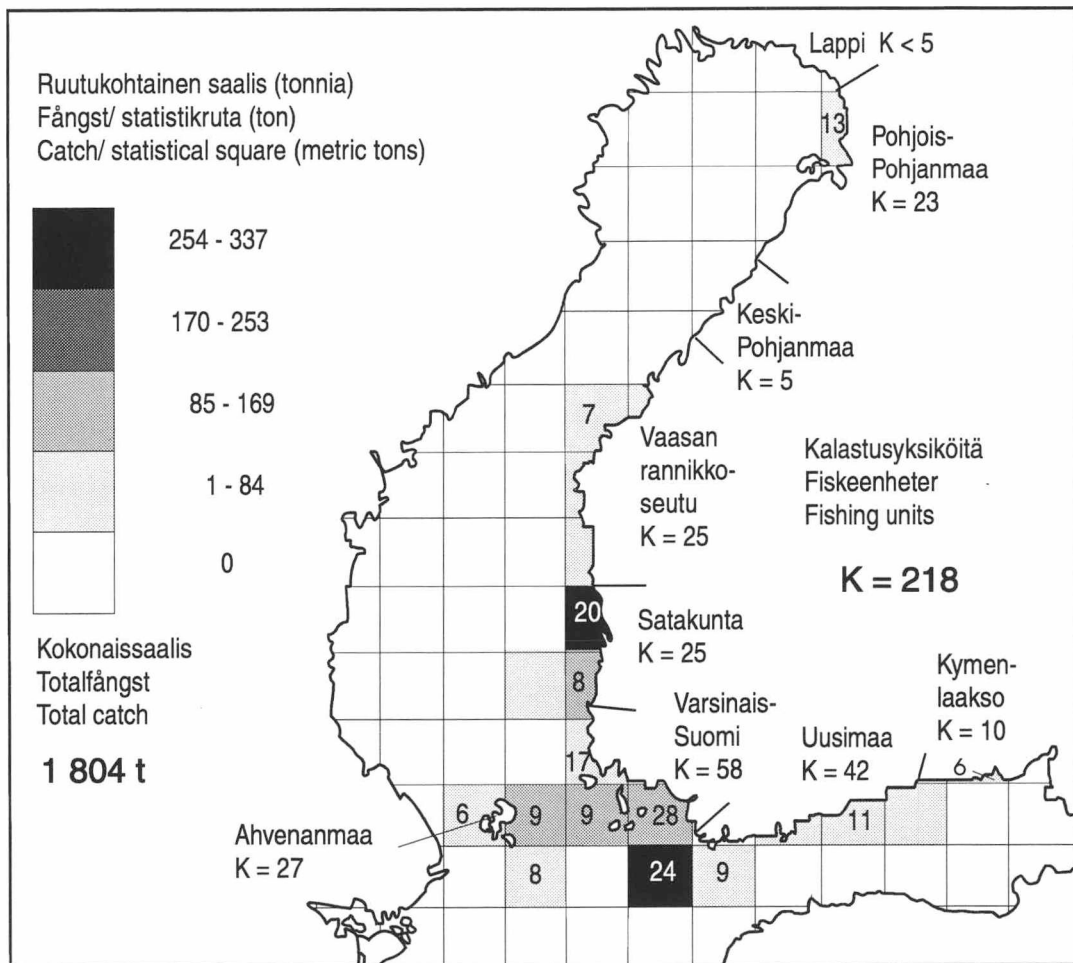 Ruutukohtainen saalis (tonnia)
Fångst/ statistikruta (ton)
Catch/ statistical square (metric tons)
254 - 337
170 - 253
85 - 169
1 - 84
0
Kokonaissaalis
Totalfångst
Total catch
1 804 t
Lappi K < 5
13
Pohjois-
Pohjanmaa
K = 23
Keski-
Pohjanmaa
K = 5
7
Vaasan
rannikko-
seutu
K = 25
Kalastusyksiköitä
Fiskeenheter
Fishing units
K = 218
20
Satakunta
K = 25
8
Varsinais-
Suomi
K = 58
Uusimaa
K = 42
Kymen-
laakso
K = 10
6
17
6
9
9
28
11
Ahvenanmaa
K = 27
8
24
9